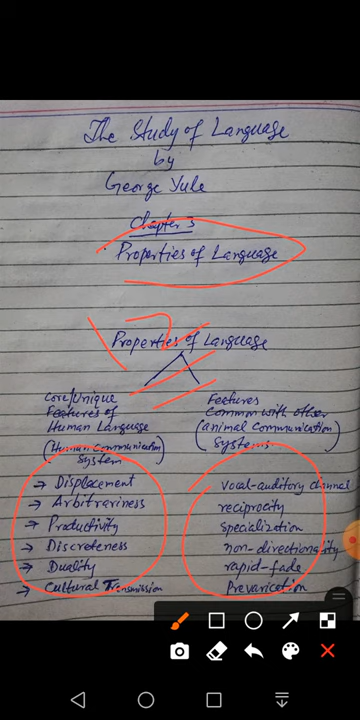 The Study of Language
by
George Yule
Chapter 3
Properties of Language
Properties of Language
Core/Unique
Features of
Human Language
(Human Communication
System)
→ Displacement
→ Arbitrariness
→ Productivity
→ Discreteness
→ Duality
→ Cultural Transmission
Features
Common with other
(animal communication)
Systems
vocal-auditory channel
reciprocity
specialization
non-directionality
rapid-fade
Prevarication